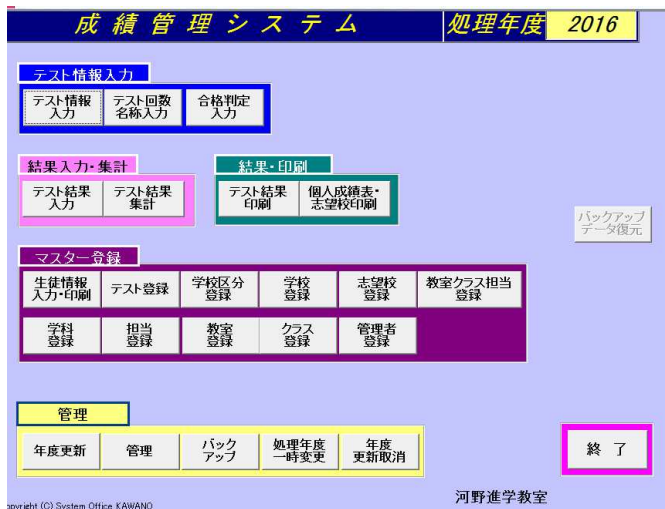 成績管理システム
処理年度 2016
テスト情報入力
テスト情報
入力
テスト回数
名称入力
合格判定
入力
結果入力・集計
テスト結果
入力
テスト結果
集計
結果・印刷
テスト結果
印刷
個人成績表・
志望校印刷
バックアップ
データ復元
マスター登録
生徒情報
入力・印刷
テスト登録
学校区分
登録
学校
登録
志望校
登録
教室クラス担当
登録
学科
登録
担当
登録
教室
登録
クラス
登録
管理者
登録
管理
年度更新
管理
バック
アップ
処理年度
一時変更
年度
更新取消
終 了
河野進学教室
opyright (C) System Office KAWANO